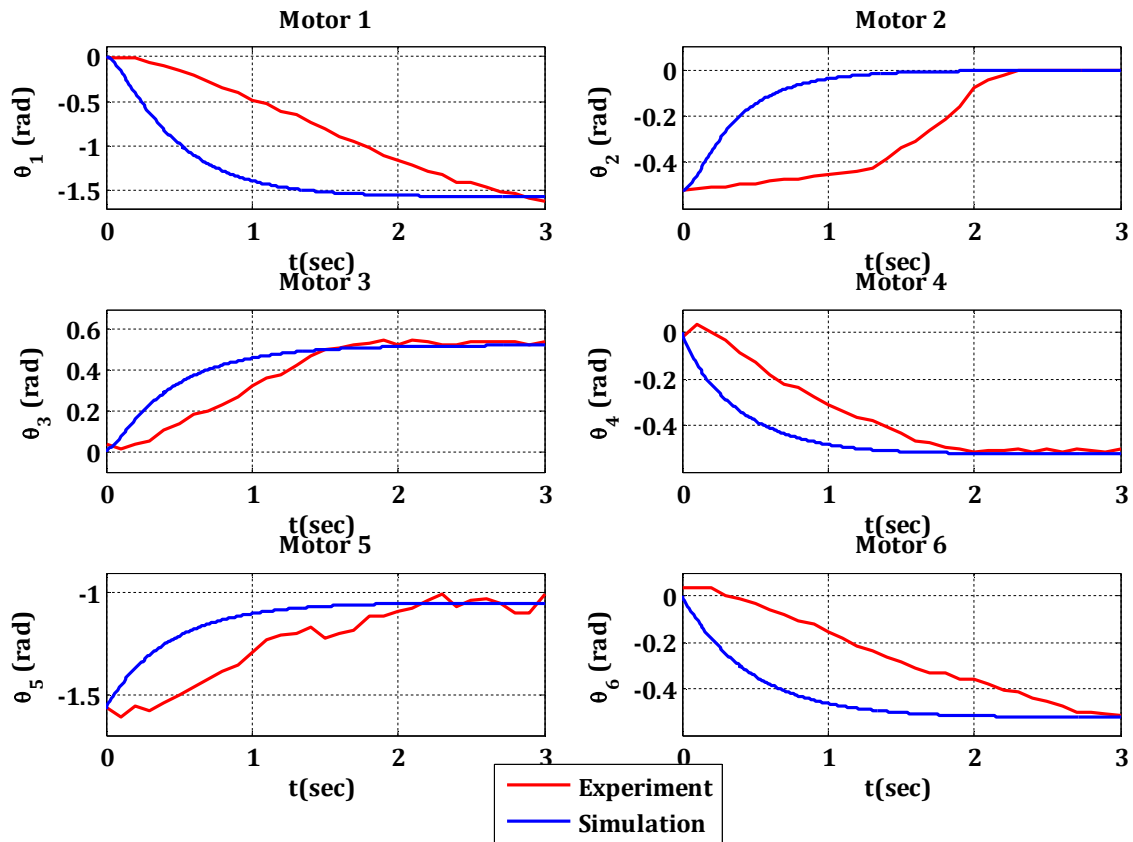 Motor 1
0
-0.5
-1
-1.5
θ1 (rad)
0
1
2
3
t(sec)
Motor 2
0
-0.2
-0.4
θ2 (rad)
0
1
2
3
t(sec)
Motor 3
0.6
0.4
0.2
0
θ3 (rad)
0
1
2
3
t(sec)
Motor 4
0
-0.2
-0.4
θ4 (rad)
0
1
2
3
t(sec)
Motor 5
-1
-1.5
θ5 (rad)
0
1
2
3
t(sec)
Motor 6
0
-0.2
-0.4
θ6 (rad)
0
1
2
3
t(sec)
Experiment
Simulation